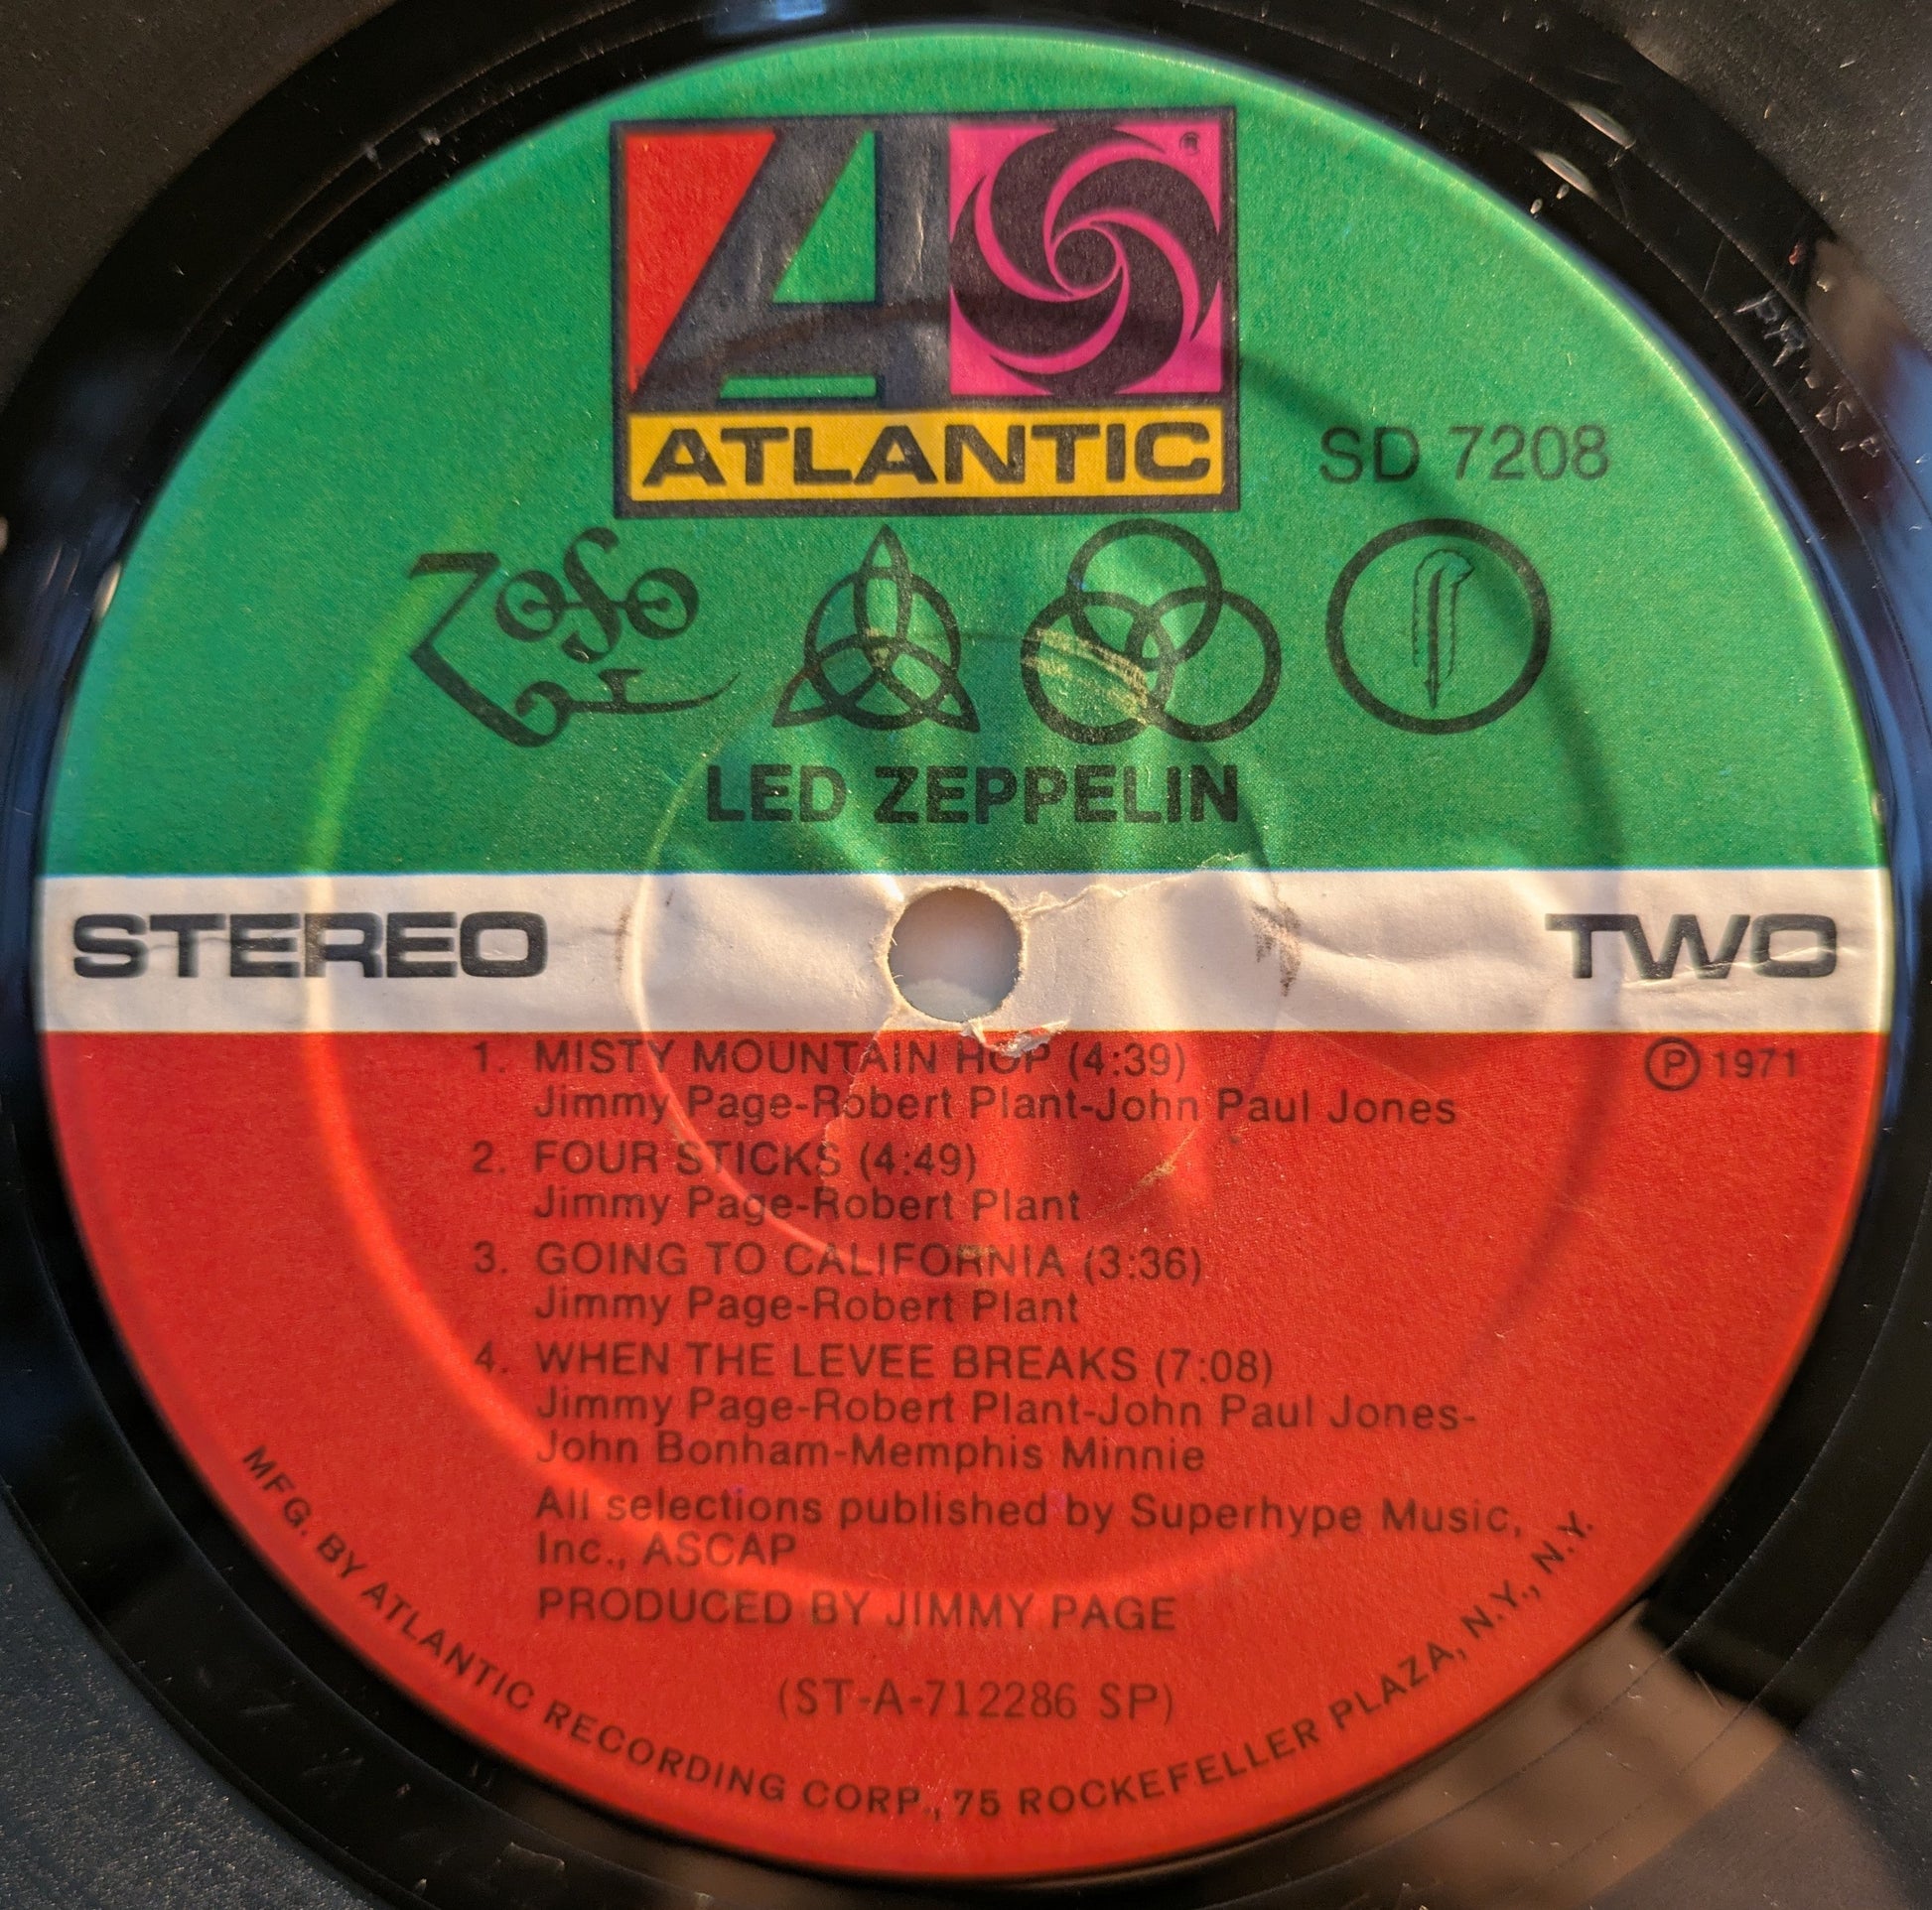 ATLANTIC
SD 7208
LED ZEPPELIN
STEREO
TWO
℗ 1971
1. MISTY MOUNTAIN HOP (4:39)
Jimmy Page-Robert Plant-John Paul Jones
2. FOUR STICKS (4:49)
Jimmy Page-Robert Plant
3. GOING TO CALIFORNIA (3:36)
Jimmy Page-Robert Plant
4. WHEN THE LEVEE BREAKS (7:08)
Jimmy Page-Robert Plant-John Paul Jones-
John Bonham-Memphis Minnie
All selections published by Superhype Music,
Inc., ASCAP
PRODUCED BY JIMMY PAGE
(ST-A-712286 SP)
MFG. BY ATLANTIC RECORDING CORP., 75 ROCKEFELLER PLAZA, N.Y., N.Y.